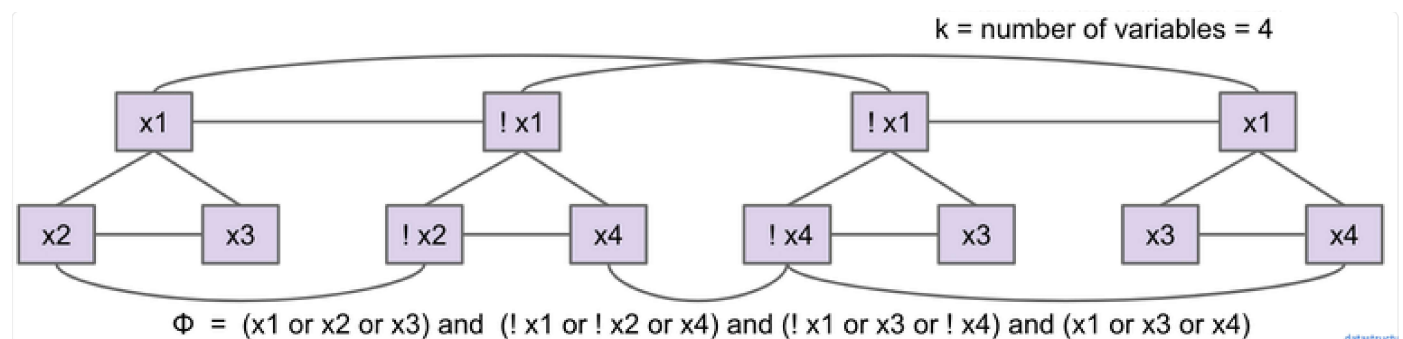 k = number of variables = 4
x1 ! x1 ! x1 x1
x2 x3 ! x2 x4 ! x4 x3 x3 x4
Φ = (x1 or x2 or x3) and (! x1 or ! x2 or x4) and (! x1 or x3 or ! x4) and (x1 or x3 or x4)